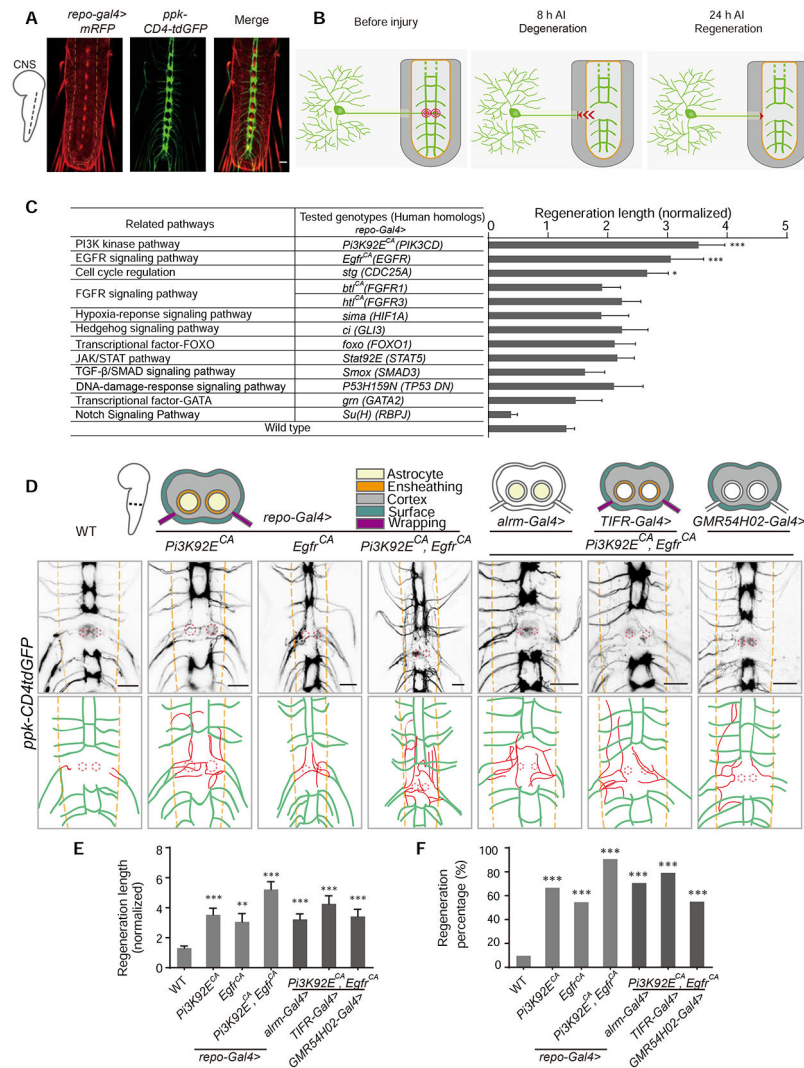 A
repo-gal4>
mRFP
ppk-
CD4-tdGFP
Merge
CNS
B
Before injury
8 h AI
Degeneration
24 h AI
Regeneration
C
Related pathways
Tested genotypes (Human homologs)
repo-Gal4>
Regeneration length (normalized)
0 1 2 3 4 5
PI3K kinase pathway Pi3K92E^CA (PIK3CD) ***
EGFR signaling pathway Egfr^CA (EGFR) ***
Cell cycle regulation stg (CDC25A) *
FGFR signaling pathway btl^CA (FGFR1)
htl^CA (FGFR3)
Hypoxia-reponse signaling pathway sima (HIF1A)
Hedgehog signaling pathway ci (GLI3)
Transcriptional factor-FOXO foxo (FOXO1)
JAK/STAT pathway Stat92E (STAT5)
TGF-β/SMAD signaling pathway Smox (SMAD3)
DNA-damage-response signaling pathway P53H159N (TP53 DN)
Transcriptional factor-GATA grn (GATA2)
Notch Signaling Pathway Su(H) (RBPJ)
Wild type
D
WT
repo-Gal4>
Astrocyte
Ensheathing
Cortex
Surface
Wrapping
alrm-Gal4>
TIFR-Gal4>
GMR54H02-Gal4>
Pi3K92E^CA
Egfr^CA
Pi3K92E^CA, Egfr^CA
Pi3K92E^CA, Egfr^CA
ppk-CD4tdGFP
E
Regeneration length
(normalized)
8
6
4
2
0
***
**
***
***
***
***
WT
Pi3K92E^CA
Egfr^CA
Pi3K92E^CA, Egfr^CA
repo-Gal4>
Pi3K92E^CA, Egfr^CA
alrm-Gal4>
TIFR-Gal4>
GMR54H02-Gal4>
F
Regeneration
percentage (%)
100
80
60
40
20
0
***
***
***
***
***
***
WT
Pi3K92E^CA
Egfr^CA
Pi3K92E^CA, Egfr^CA
repo-Gal4>
Pi3K92E^CA, Egfr^CA
alrm-Gal4>
TIFR-Gal4>
GMR54H02-Gal4>